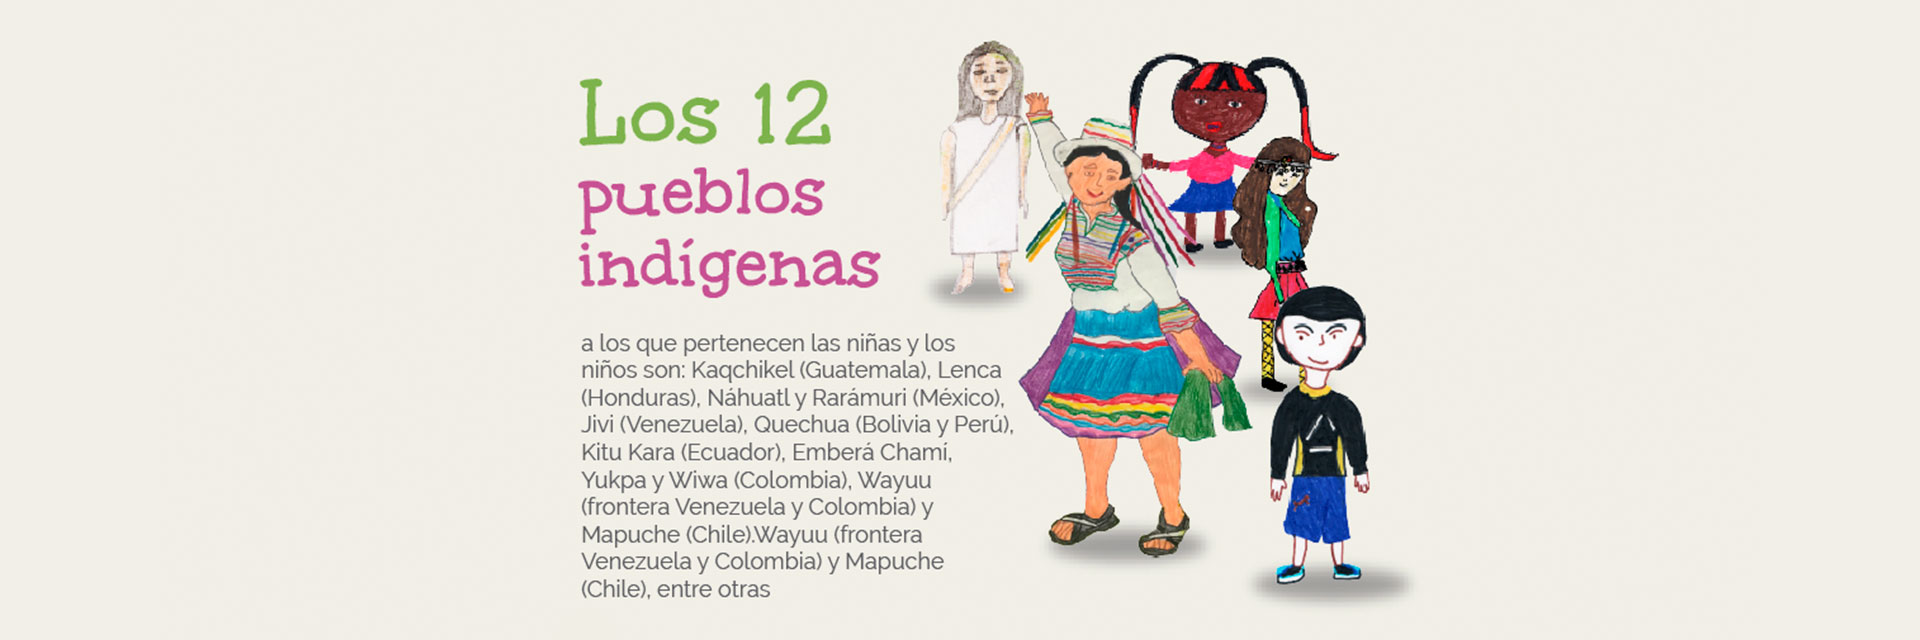 Los 12
pueblos
indígenas
a los que pertenecen las niñas y los
niños son: Kaqchikel (Guatemala), Lenca
(Honduras), Náhuatl y Rarámuri (México),
Jivi (Venezuela), Quechua (Bolivia y Perú),
Kitu Kara (Ecuador), Emberá Chamí,
Yukpa y Wiwa (Colombia), Wayuu
(frontera Venezuela y Colombia) y
Mapuche (Chile).Wayuu (frontera
Venezuela y Colombia) y Mapuche
(Chile), entre otras